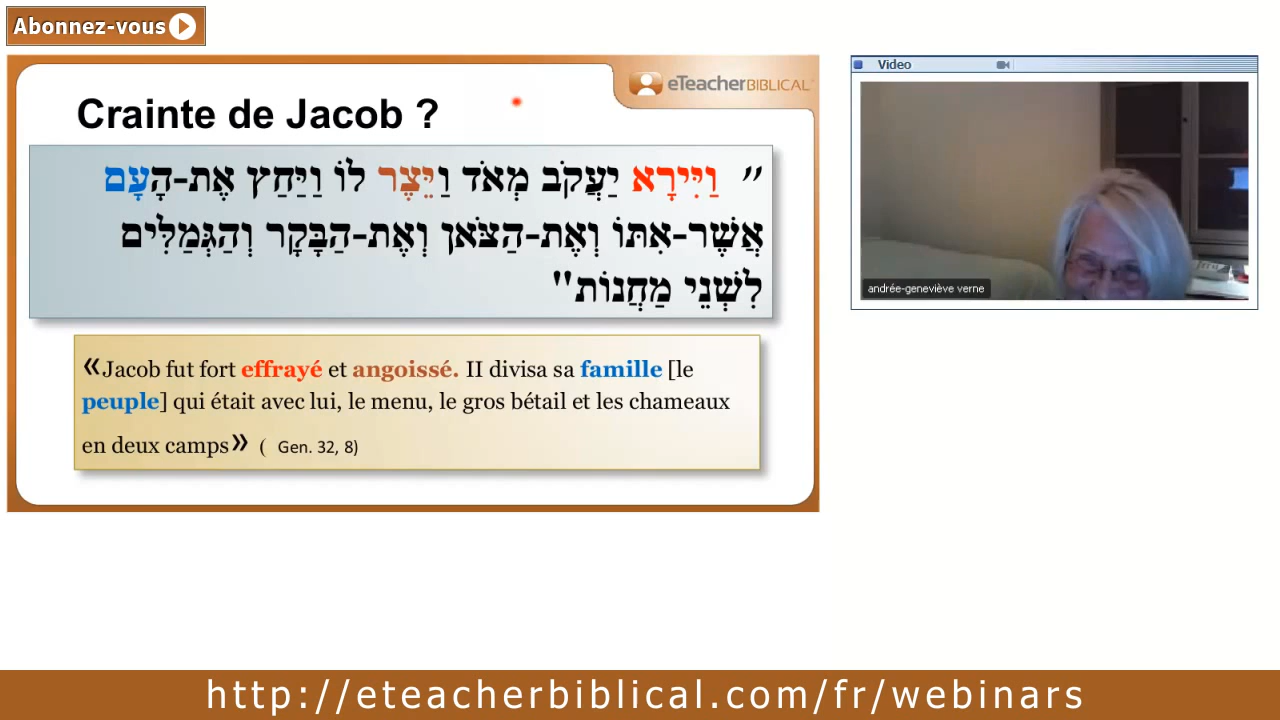 Abonnez-vous
eTeacherBIBLICAL
Crainte de Jacob ?
" וַיִּירָא יַעֲקֹב מְאֹד וַיֵּצֶר לוֹ וַיַּחַץ אֶת-הָעָם
אֲשֶׁר-אִתּוֹ וְאֶת-הַצֹּאן וְאֶת-הַבָּקָר וְהַגְּמַלִּים
לִשְׁנֵי מַחֲנוֹת"
«Jacob fut fort effrayé et angoissé. II divisa sa famille [le
peuple] qui était avec lui, le menu, le gros bétail et les chameaux
en deux camps» ( Gen. 32, 8)
Video
andrée-geneviève verne
http://eteacherbiblical.com/fr/webinars